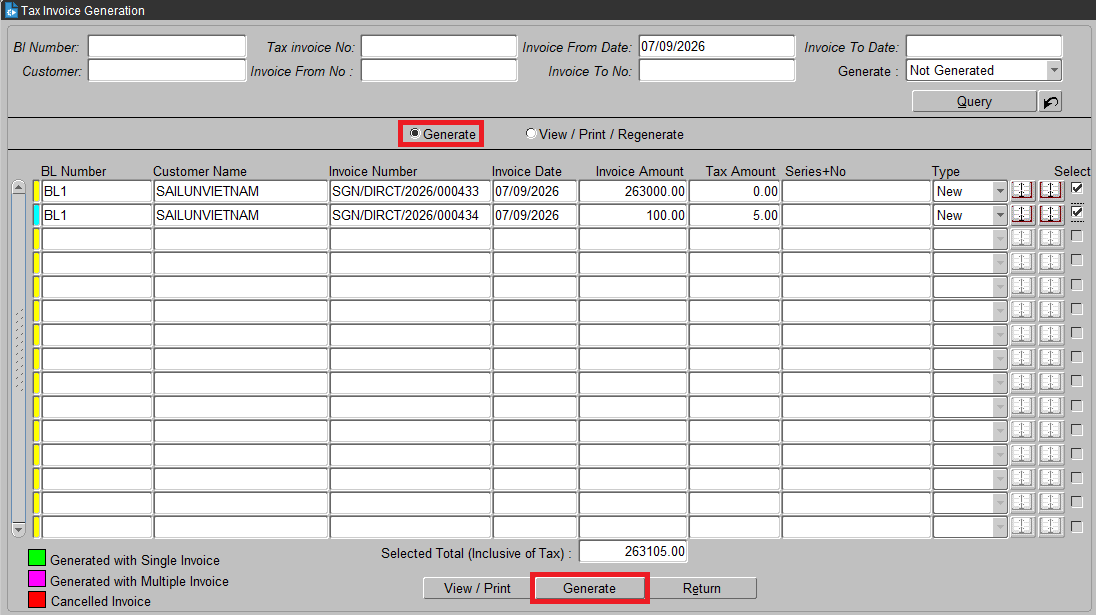 Tax Invoice Generation
Bl Number: Tax invoice No: Invoice From Date: 07/09/2026 Invoice To Date:
Customer: Invoice From No : Invoice To No: Generate : Not Generated
Query
Generate View / Print / Regenerate
BL Number Customer Name Invoice Number Invoice Date Invoice Amount Tax Amount Series+No Type Select
BL1 SAILUNVIETNAM SGN/DIRCT/2026/000433 07/09/2026 263000.00 0.00 New
BL1 SAILUNVIETNAM SGN/DIRCT/2026/000434 07/09/2026 100.00 5.00 New
Selected Total (Inclusive of Tax) : 263105.00
Generated with Single Invoice
Generated with Multiple Invoice
Cancelled Invoice
View / Print Generate Return